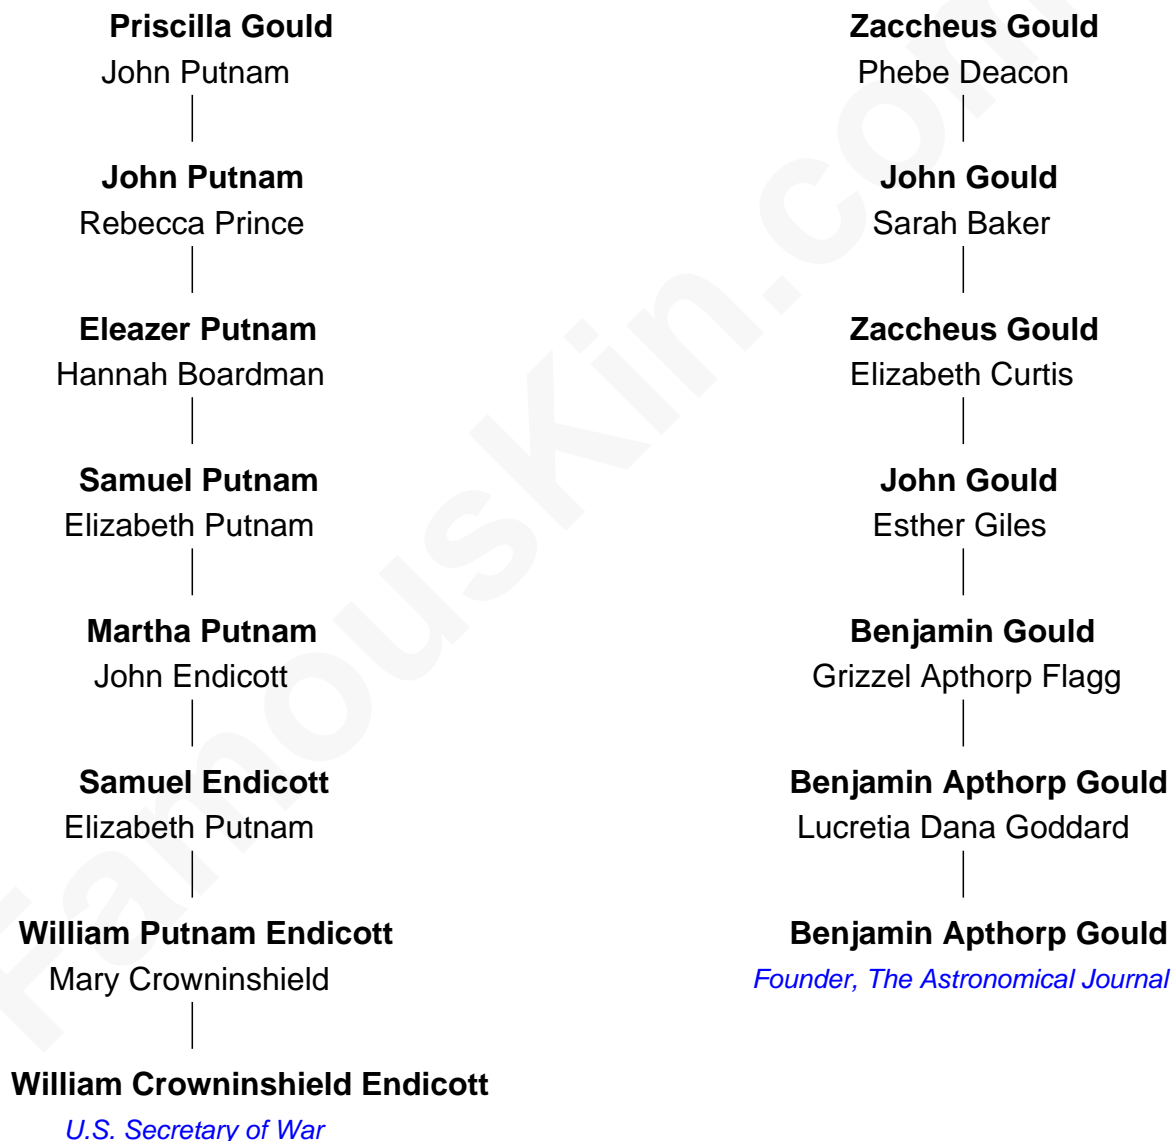 Priscilla Gould
John Putnam
John Putnam
Rebecca Prince
Eleazer Putnam
Hannah Boardman
Samuel Putnam
Elizabeth Putnam
Martha Putnam
John Endicott
Samuel Endicott
Elizabeth Putnam
William Putnam Endicott
Mary Crowninshield
William Crowninshield Endicott
U.S. Secretary of War
Zaccheus Gould
Phebe Deacon
John Gould
Sarah Baker
Zaccheus Gould
Elizabeth Curtis
John Gould
Esther Giles
Benjamin Gould
Grizzel Apthorp Flagg
Benjamin Apthorp Gould
Lucretia Dana Goddard
Benjamin Apthorp Gould
Founder, The Astronomical Journal
FamousKin.com